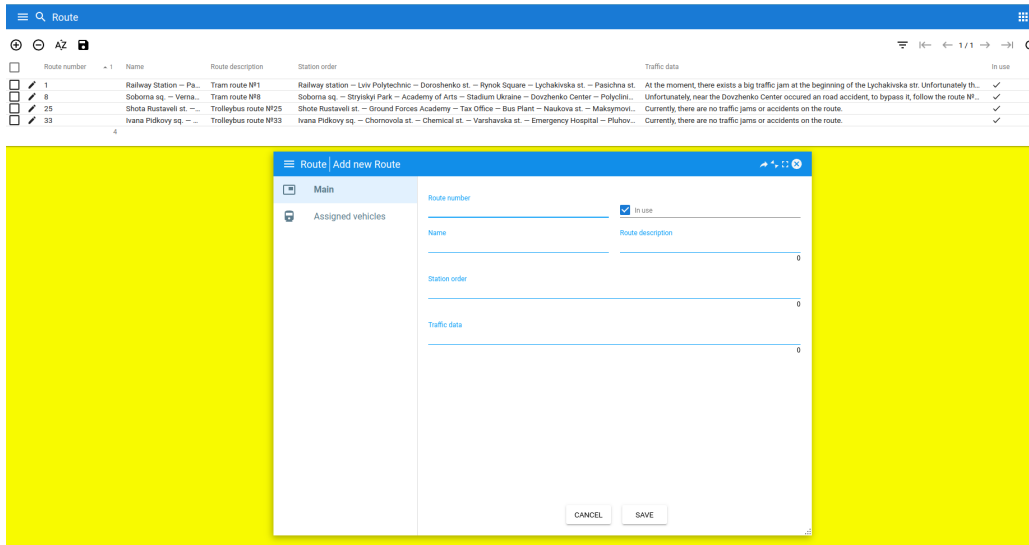 Route
AZ
1 / 1
Route number 1 Name Route description Station order Traffic data In use
1 Railway Station – Pa... Tram route №1 Railway station – Lviv Polytechnic – Doroshenko st. – Rynok Square – Lychakivska st. – Pasichna st. At the moment, there exists a big traffic jam at the beginning of the Lychakivska str. Unfortunately th...
8 Soborna sq. – Verna... Tram route №8 Soborna sq. – Stryiskyi Park – Academy of Arts – Stadium Ukraine – Dovzhenko Center – Polyclini... Unfortunately, near the Dovzhenko Center occured an road accident, to bypass it, follow the route №...
25 Shota Rustaveli st. –... Trolleybus route №25 Shote Rustaveli st. – Ground Forces Academy – Tax Office – Bus Plant – Naukova st. – Maksymovi... Currently, there are no traffic jams or accidents on the route.
33 Ivana Pidkovy sq. – ... Trolleybus route №33 Ivana Pidkovy sq. – Chornovola st. – Chemical st. – Varshavska st. – Emergency Hospital – Pluhov... Currently, there are no traffic jams or accidents on the route.
4
Route | Add new Route
Main
Assigned vehicles
Route number
In use
Name Route description
0
Station order
0
Traffic data
0
CANCEL SAVE